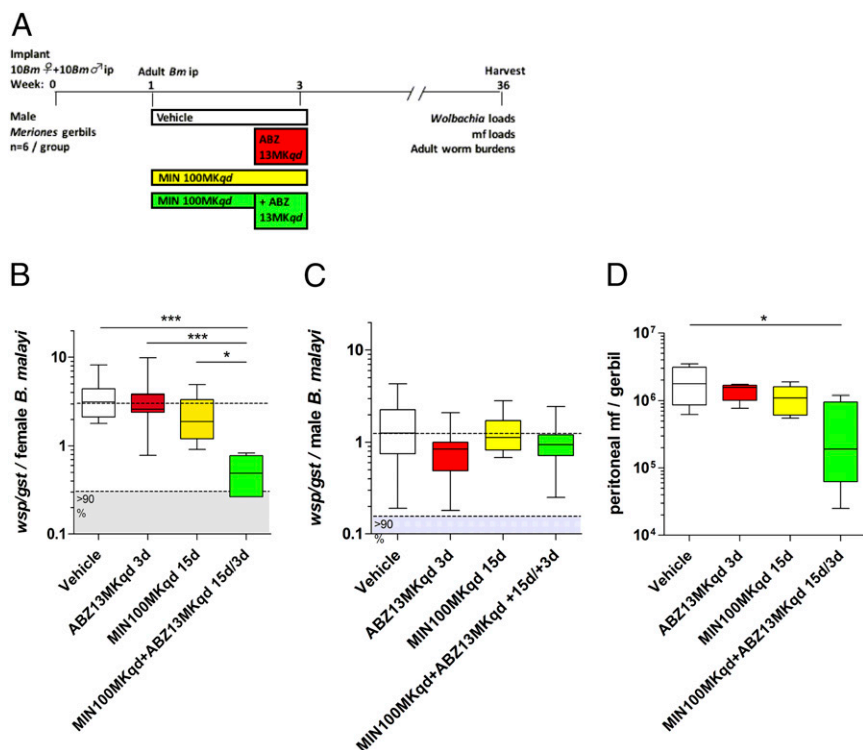 A
Implant
10Bm♀+10Bm♂ip
Adult Bm ip
Harvest
Week: 0
1
3
36
Male
Meriones gerbils
n=6 / group
Vehicle
ABZ
13MKqd
MIN 100MKqd
MIN 100MKqd
+ ABZ
13MKqd
Wolbachia loads
mf loads
Adult worm burdens
B
wsp/gst / female B. malayi
10
1
0.1
***
***
*
>90
%
Vehicle
ABZ13MKqd 3d
MIN100MKqd 15d
MIN100MKqd+ABZ13MKqd 15d/3d
C
wsp/gst / male B. malayi
10
1
0.1
>90
%
Vehicle
ABZ13MKqd 3d
MIN100MKqd 15d
MIN100MKqd+ABZ13MKqd +15d/+3d
D
peritoneal mf / gerbil
10⁷
10⁶
10⁵
10⁴
*
Vehicle
ABZ13MKqd 3d
MIN100MKqd 15d
MIN100MKqd+ABZ13MKqd 15d/3d